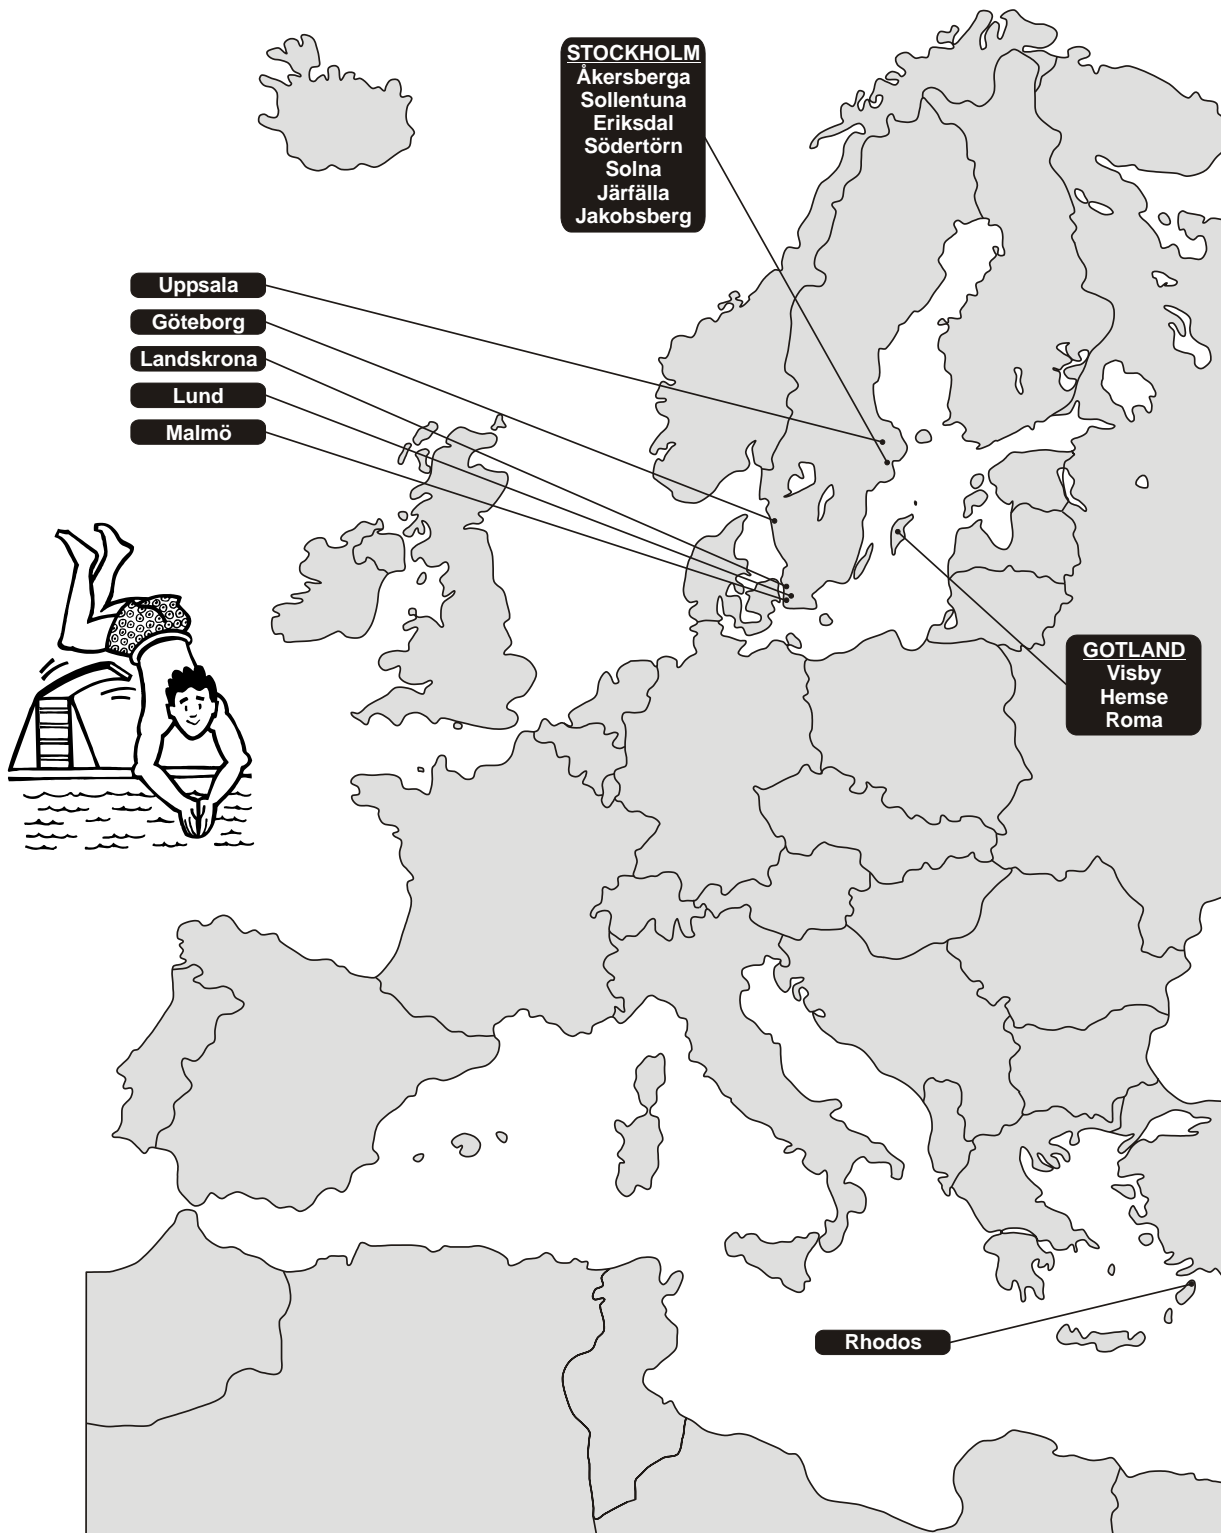 STOCKHOLM
Åkersberga
Sollentuna
Eriksdal
Södertörn
Solna
Järfälla
Jakobsberg
Uppsala
Göteborg
Landskrona
Lund
Malmö
GOTLAND
Visby
Hemse
Roma
Rhodos